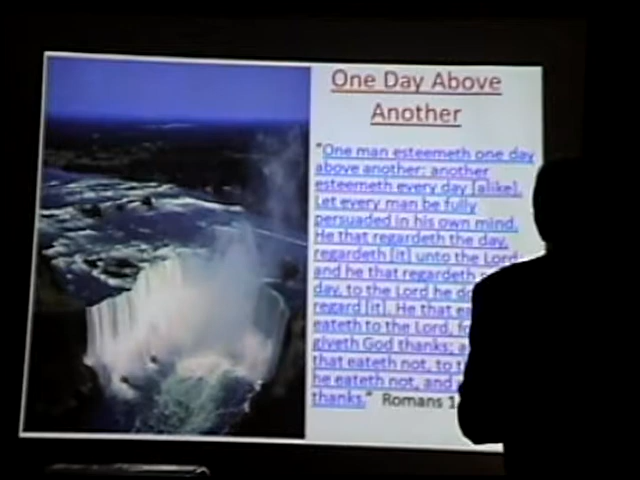 One Day Above
Another
"One man esteemeth one day
above another: another
esteemeth every day [alike].
Let every man be fully
persuaded in his own mind.
He that regardeth the day,
regardeth [it] unto the Lord;
and he that regardeth
day, to the Lord he
regard [it]. He that
eateth to the Lord,
giveth God thanks;
that eateth not, to
he eateth not, and
thanks." Romans